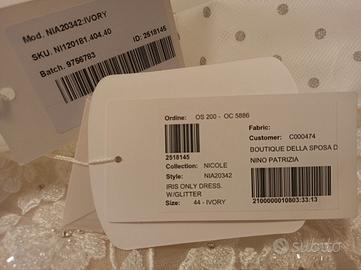 Mod. NIA20342:IVORY
SKU. NI120181.404.40
ID: 2518145
Batch. 9756783
Ordine: OS 200 - OC 5886
2518145
Collection: NICOLE
Style: NIA20342
IRIS ONLY DRESS.
W/GLITTER
Size: 44 - IVORY
Fabric:
Customer: C000474
BOUTIQUE DELLA SPOSA D
NINO PATRIZIA
2100000010803:33:13
subito